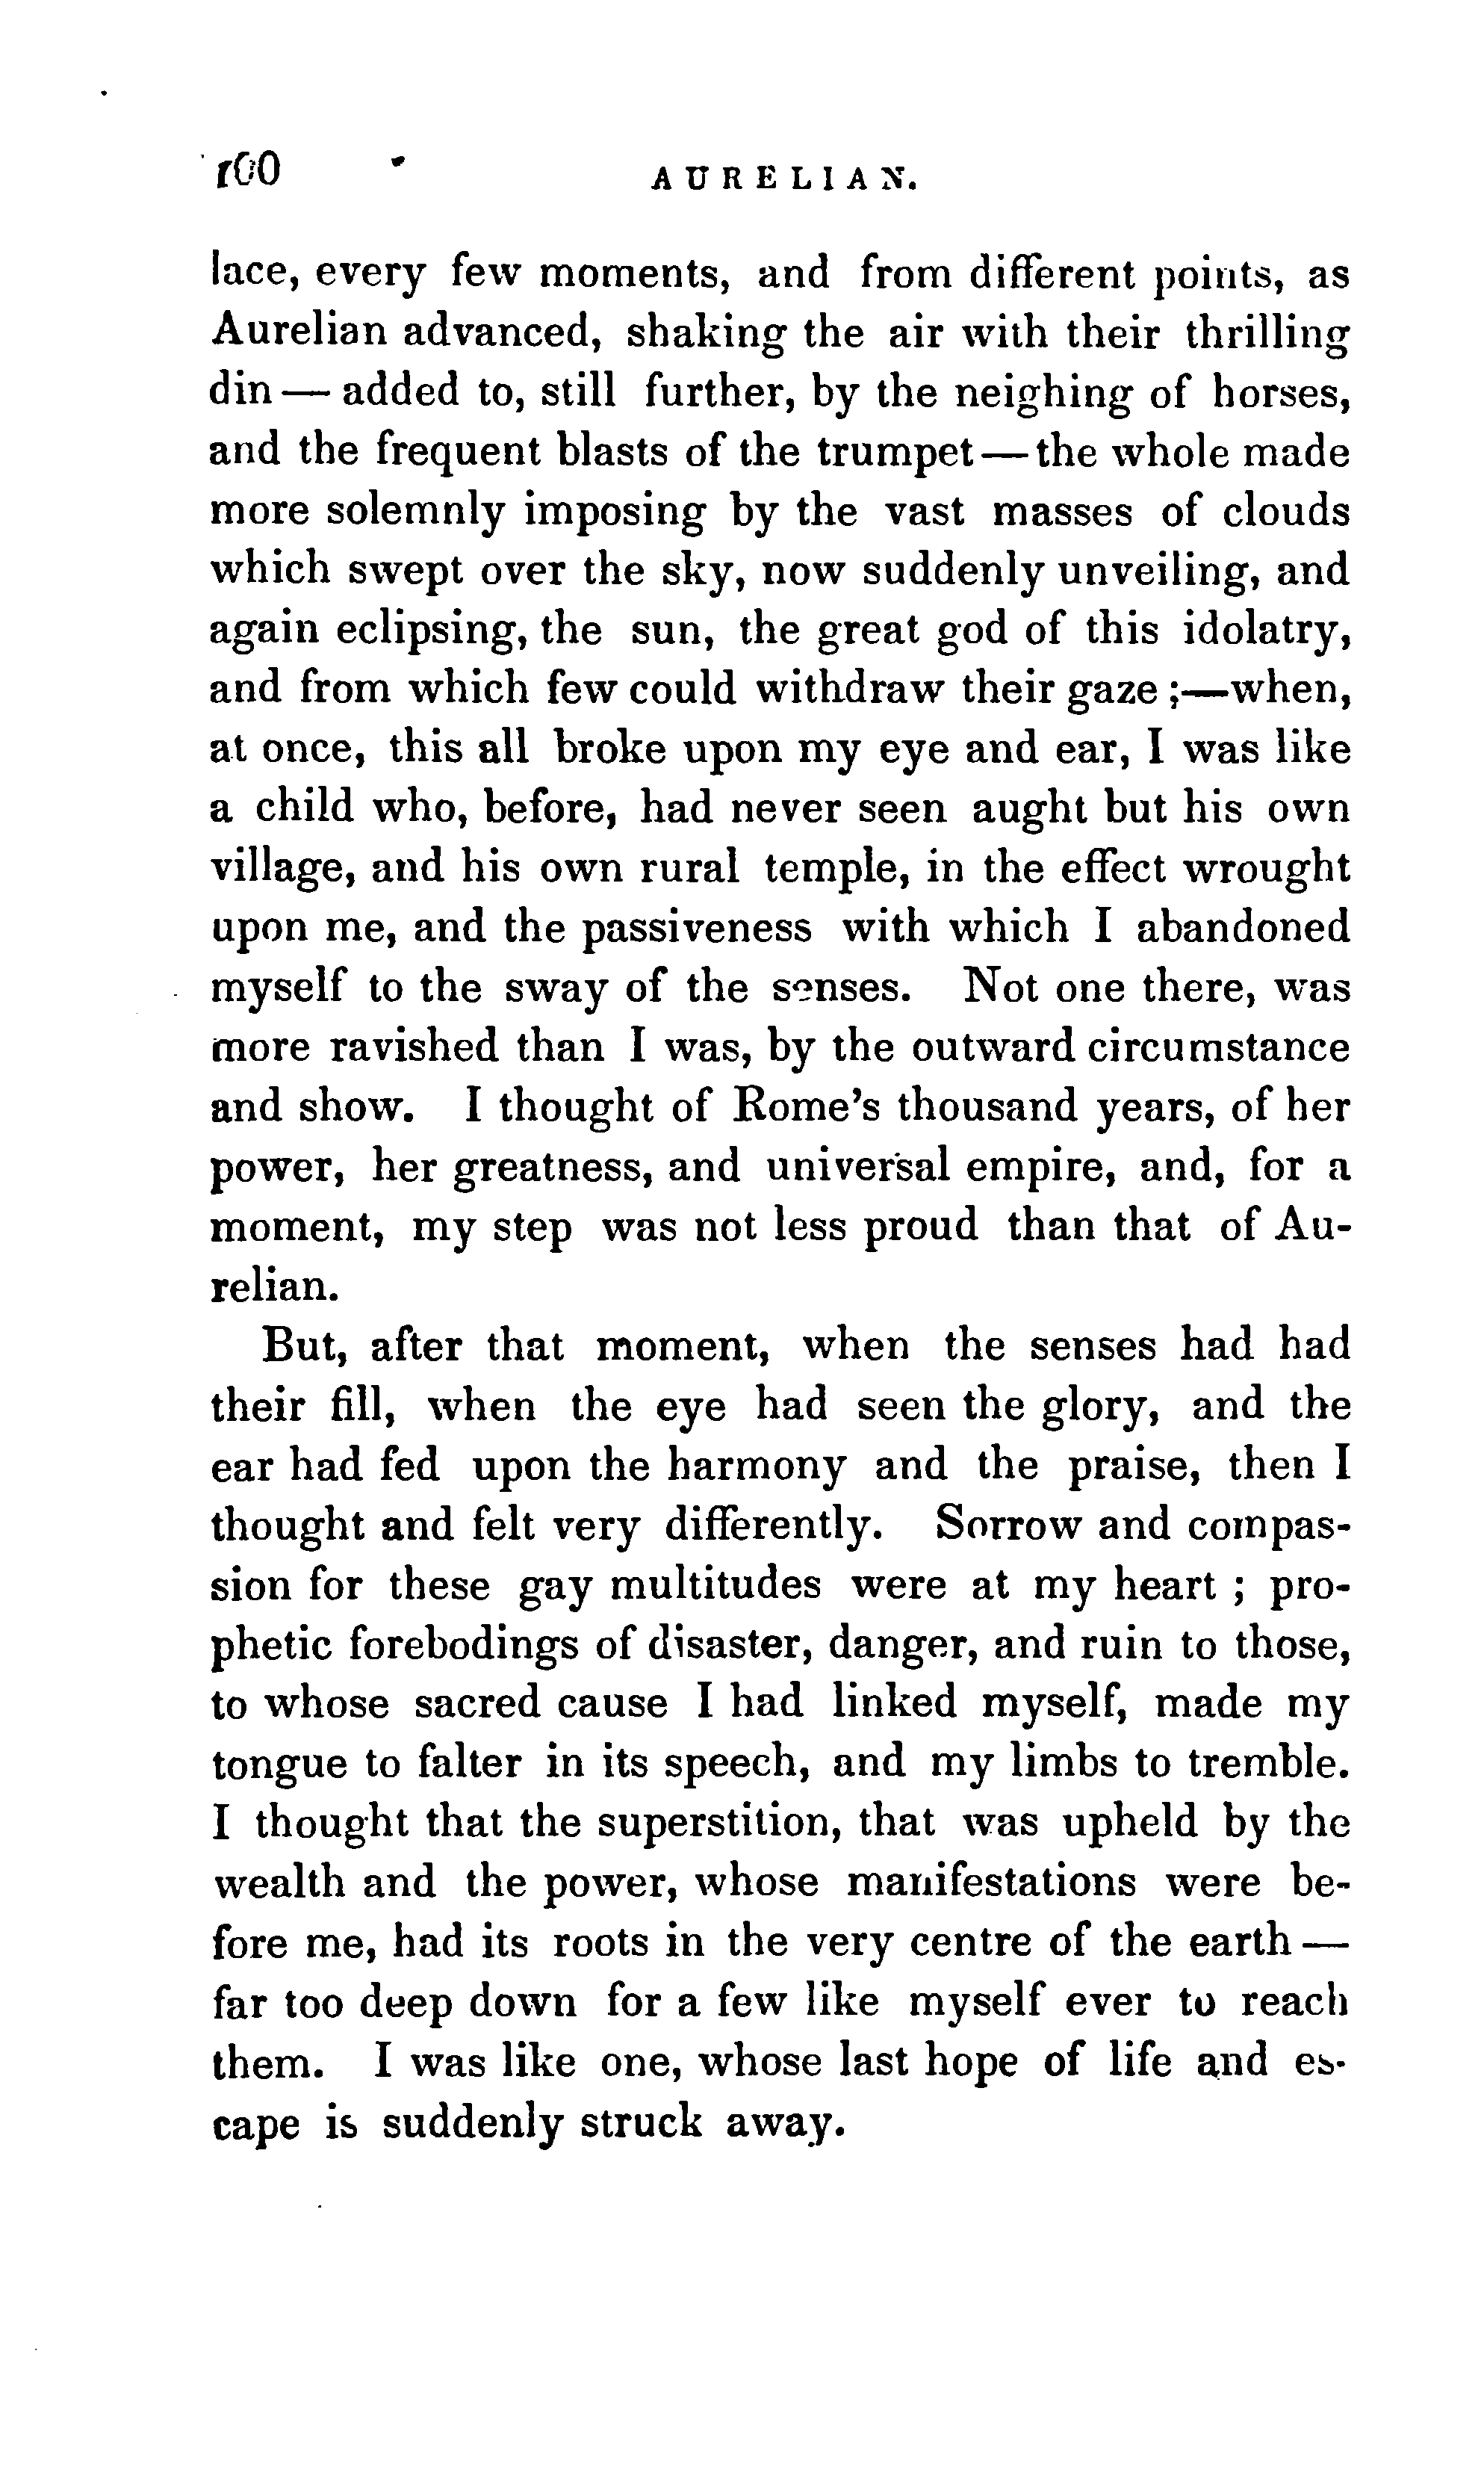 100 AURELIAN.
lace, every few moments, and from different points, as
Aurelian advanced, shaking the air with their thrilling
din — added to, still further, by the neighing of horses,
and the frequent blasts of the trumpet — the whole made
more solemnly imposing by the vast masses of clouds
which swept over the sky, now suddenly unveiling, and
again eclipsing, the sun, the great god of this idolatry,
and from which few could withdraw their gaze ;—when,
at once, this all broke upon my eye and ear, I was like
a child who, before, had never seen aught but his own
village, and his own rural temple, in the effect wrought
upon me, and the passiveness with which I abandoned
myself to the sway of the senses. Not one there, was
more ravished than I was, by the outward circumstance
and show. I thought of Rome's thousand years, of her
power, her greatness, and universal empire, and, for a
moment, my step was not less proud than that of Au-
relian.
But, after that moment, when the senses had had
their fill, when the eye had seen the glory, and the
ear had fed upon the harmony and the praise, then I
thought and felt very differently. Sorrow and compas-
sion for these gay multitudes were at my heart ; pro-
phetic forebodings of disaster, danger, and ruin to those,
to whose sacred cause I had linked myself, made my
tongue to falter in its speech, and my limbs to tremble.
I thought that the superstition, that was upheld by the
wealth and the power, whose manifestations were be-
fore me, had its roots in the very centre of the earth —
far too deep down for a few like myself ever to reach
them. I was like one, whose last hope of life and es-
cape is suddenly struck away.